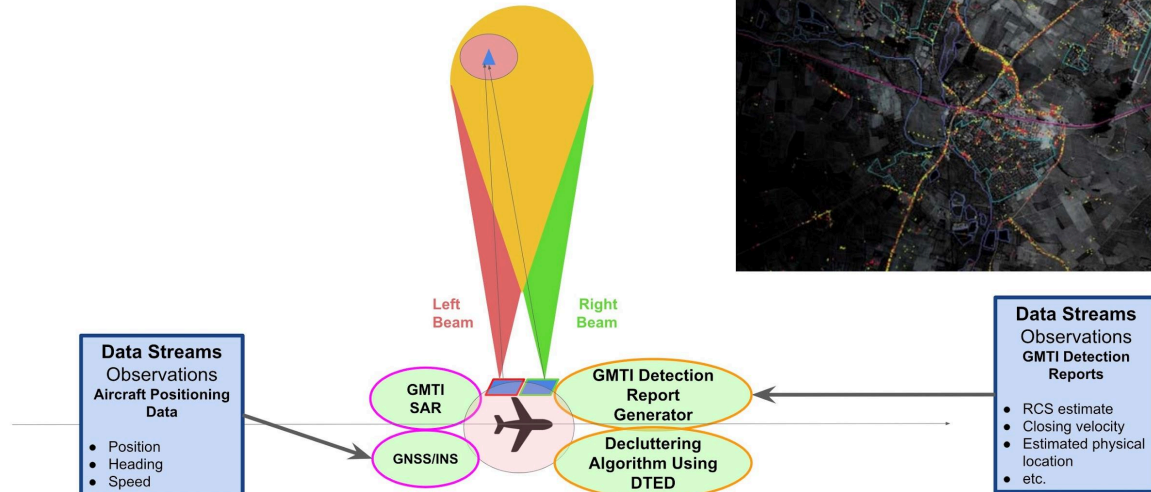 Left
Beam
Right
Beam
Data Streams
Observations
Aircraft Positioning
Data
● Position
● Heading
● Speed
GMTI
SAR
GNSS/INS
GMTI Detection
Report
Generator
Decluttering
Algorithm Using
DTED
Data Streams
Observations
GMTI Detection
Reports
● RCS estimate
● Closing velocity
● Estimated physical
location
● etc.